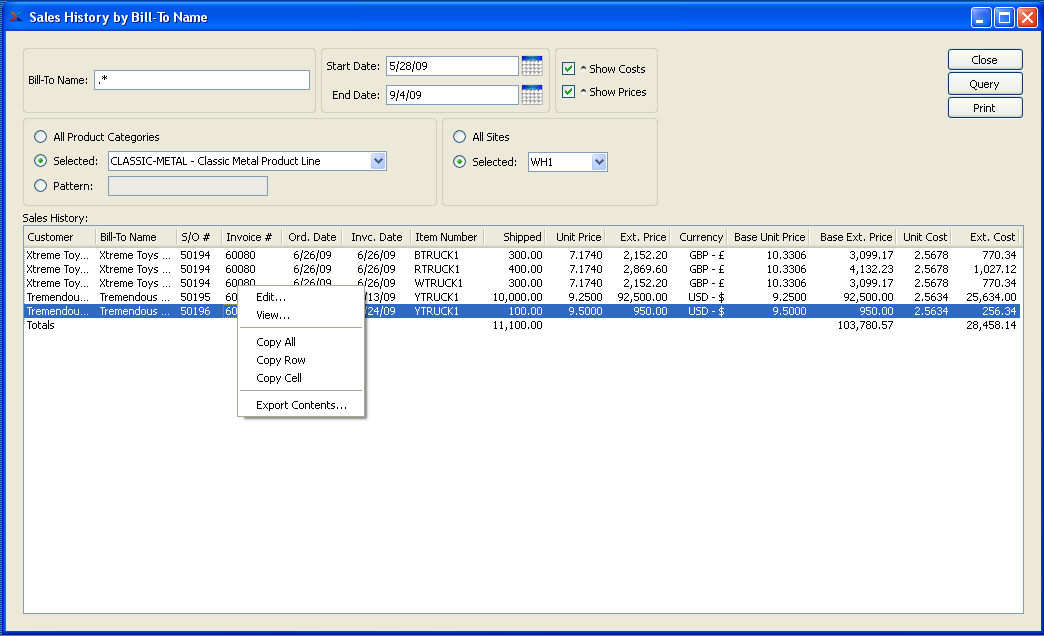 Sales History by Bill-To Name
Bill-To Name: .*
Start Date: 5/28/09
End Date: 9/4/09
^ Show Costs
^ Show Prices
Close
Query
Print
All Product Categories
Selected: CLASSIC-METAL - Classic Metal Product Line
Pattern:
All Sites
Selected: WH1
Sales History:
Customer Bill-To Name S/O # Invoice # Ord. Date Invc. Date Item Number Shipped Unit Price Ext. Price Currency Base Unit Price Base Ext. Price Unit Cost Ext. Cost
Xtreme Toy... Xtreme Toys ... 50194 60080 6/26/09 6/26/09 BTRUCK1 300.00 7.1740 2,152.20 GBP - £ 10.3306 3,099.17 2.5678 770.34
Xtreme Toy... Xtreme Toys ... 50194 60080 6/26/09 6/26/09 RTRUCK1 400.00 7.1740 2,869.60 GBP - £ 10.3306 4,132.23 2.5678 1,027.12
Xtreme Toy... Xtreme Toys ... 50194 60080 6/26/09 6/26/09 WTRUCK1 300.00 7.1740 2,152.20 GBP - £ 10.3306 3,099.17 2.5678 770.34
Tremendou... Tremendous ... 50195 60 /13/09 YTRUCK1 10,000.00 9.2500 92,500.00 USD - $ 9.2500 92,500.00 2.5634 25,634.00
Tremendou... Tremendous ... 50196 60 /24/09 YTRUCK1 100.00 9.5000 950.00 USD - $ 9.5000 950.00 2.5634 256.34
Totals 11,100.00 103,780.57 28,458.14
Edit...
View...
Copy All
Copy Row
Copy Cell
Export Contents...